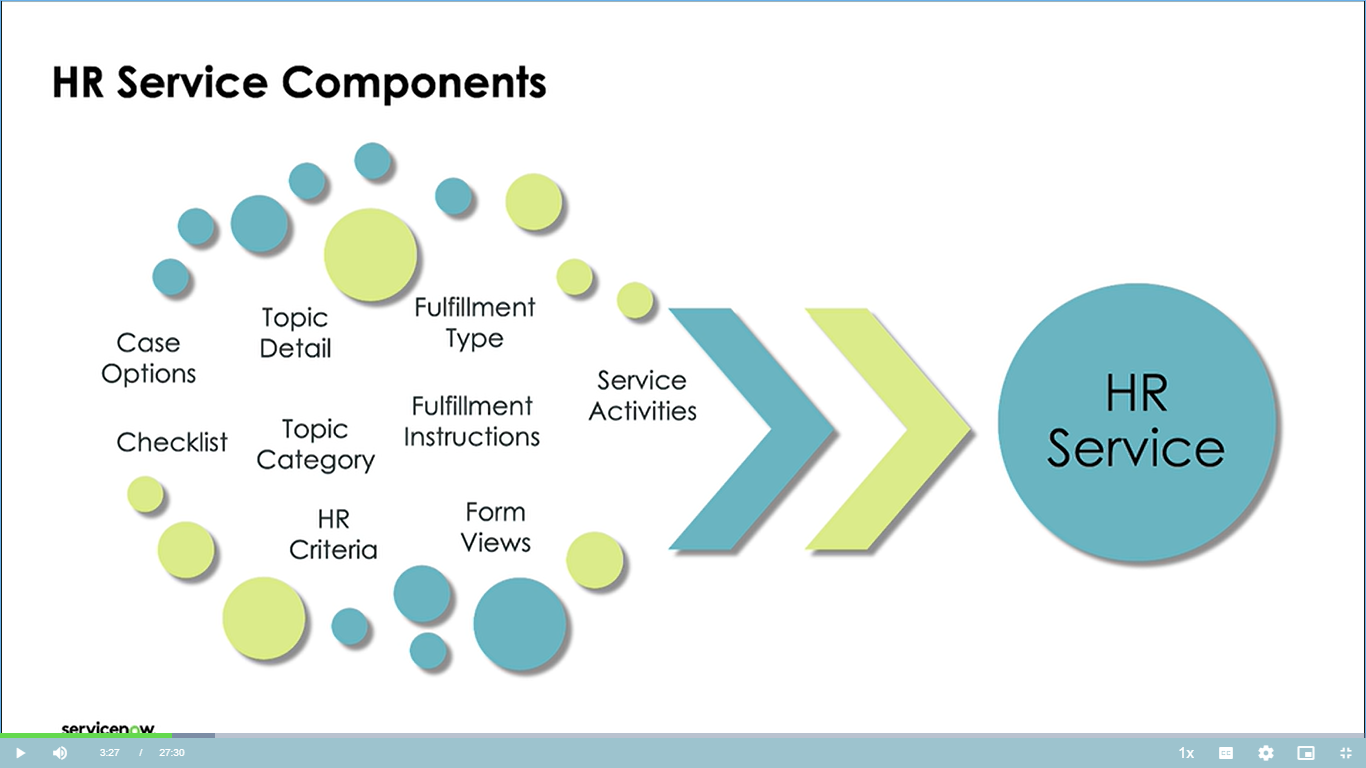 HR Service Components
Case
Options
Topic
Detail
Fulfillment
Type
Service
Activities
Checklist
Topic
Category
Fulfillment
Instructions
HR
Criteria
Form
Views
HR
Service
servicenow
3:27 / 27:30
1x
CC